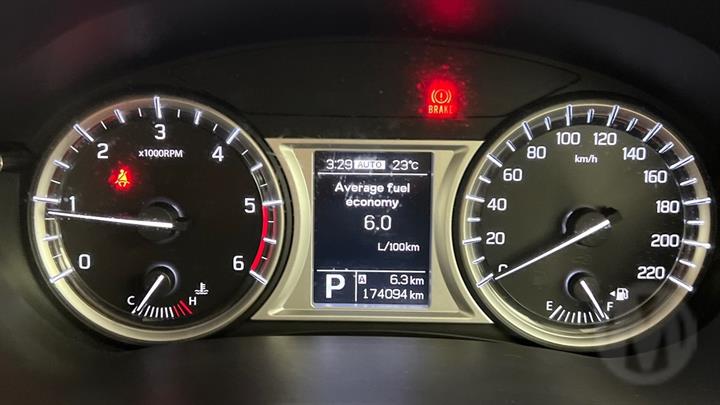 BRAKE
0
1
2
3
4
5
6
x1000RPM
C
H
3:29 AUTO 23°C
Average fuel
economy
6.0
L/100km
P
A 6.3 km
174094 km
0
20
40
60
80
100
120
140
160
180
200
220
km/h
E
F
M